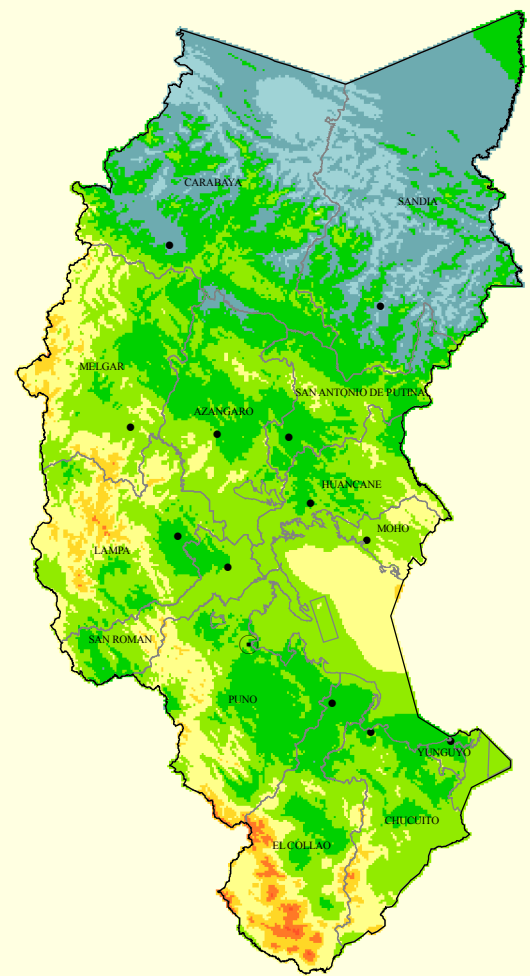 CARABAYA
SANDIA
MELGAR
SAN ANTONIO DE PUTINA
AZANGARO
HUANCANE
MOHO
LAMPA
SAN ROMAN
PUNO
YUNGUYO
CHUCUITO
EL COLLAO